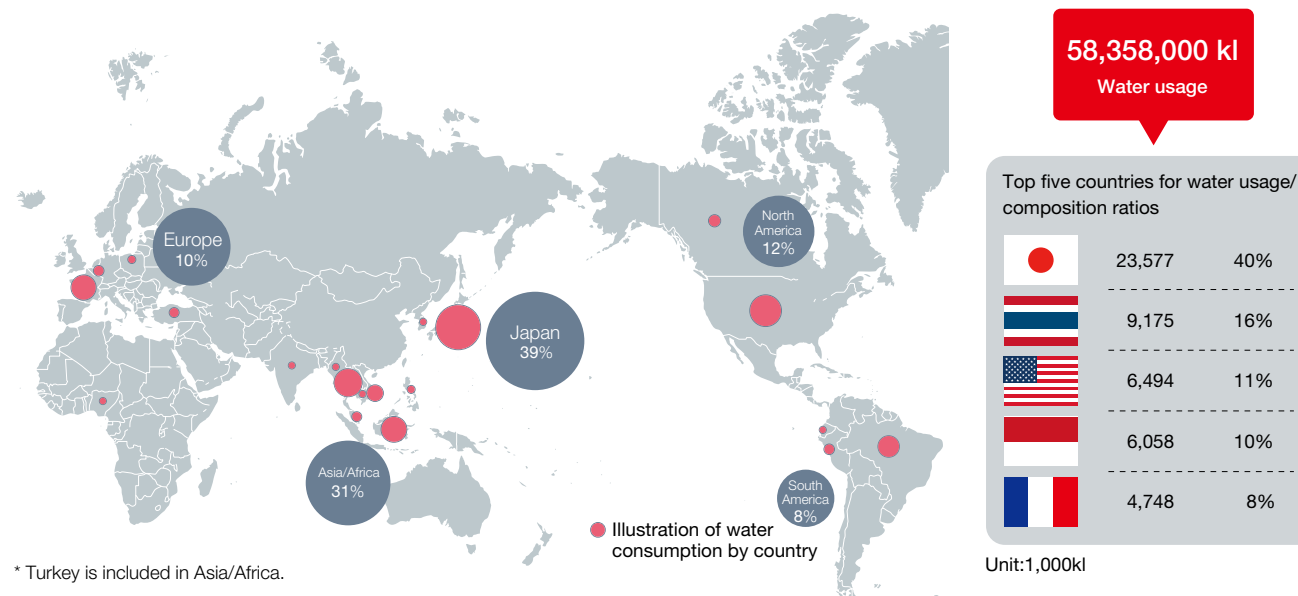 58,358,000 kl
Water usage
Top five countries for water usage/
composition ratios
23,577 40%
9,175 16%
6,494 11%
6,058 10%
4,748 8%
Unit:1,000kl
Europe
10%
North
America
12%
Japan
39%
Asia/Africa
31%
South
America
8%
Illustration of water
consumption by country
* Turkey is included in Asia/Africa.